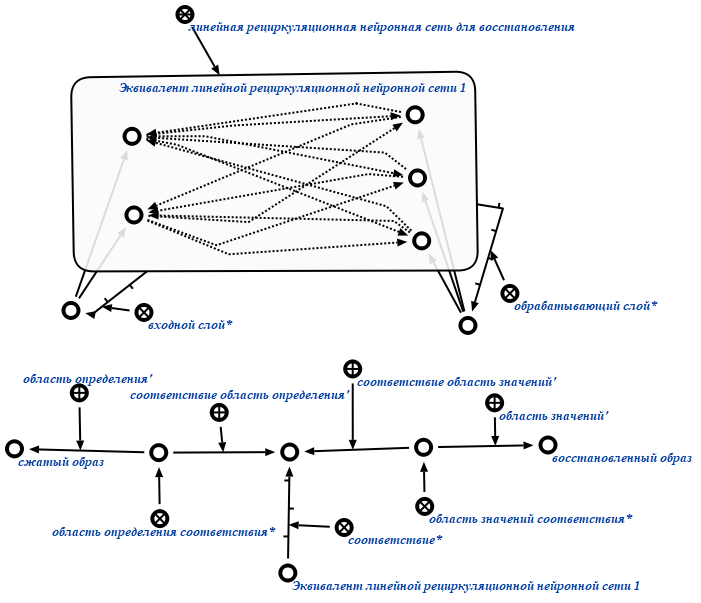 линейная рециркуляционная нейронная сеть для восстановления
Эквивалент линейной рециркуляционной нейронной сети 1
обрабатывающий слой*
входной слой*
область определения'
соответствие область определения'
соответствие область значений'
область значений'
сжатый образ
восстановленный образ
область определения соответствия*
соответствие*
область значений соответствия*
Эквивалент линейной рециркуляционной нейронной сети 1